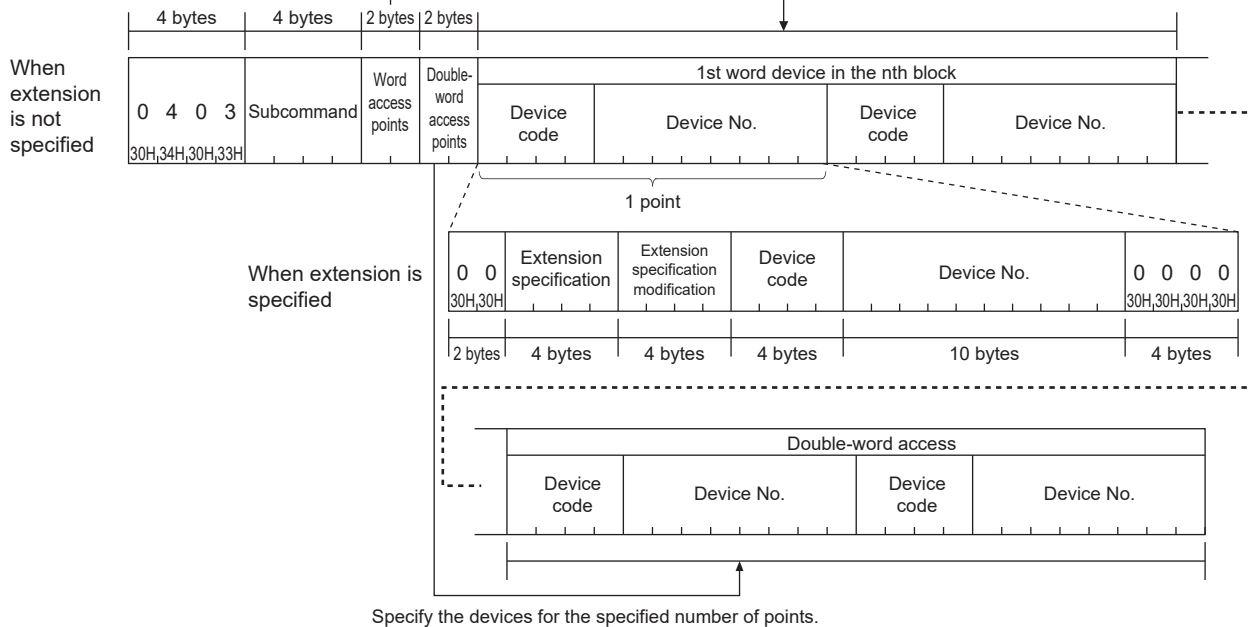 4 bytes 4 bytes 2 bytes 2 bytes
When
extension
is not
specified
0 4 0 3
30H,34H,30H,33H
Subcommand
Word
access
points
Double-
word
access
points
1st word device in the nth block
Device
code
Device No.
Device
code
Device No.
1 point
When extension is
specified
0 0
30H,30H
Extension
specification
Extension
specification
modification
Device
code
Device No.
0 0 0 0
30H,30H,30H,30H
2 bytes 4 bytes 4 bytes 4 bytes 10 bytes 4 bytes
Double-word access
Device
code
Device No.
Device
code
Device No.
Specify the devices for the specified number of points.